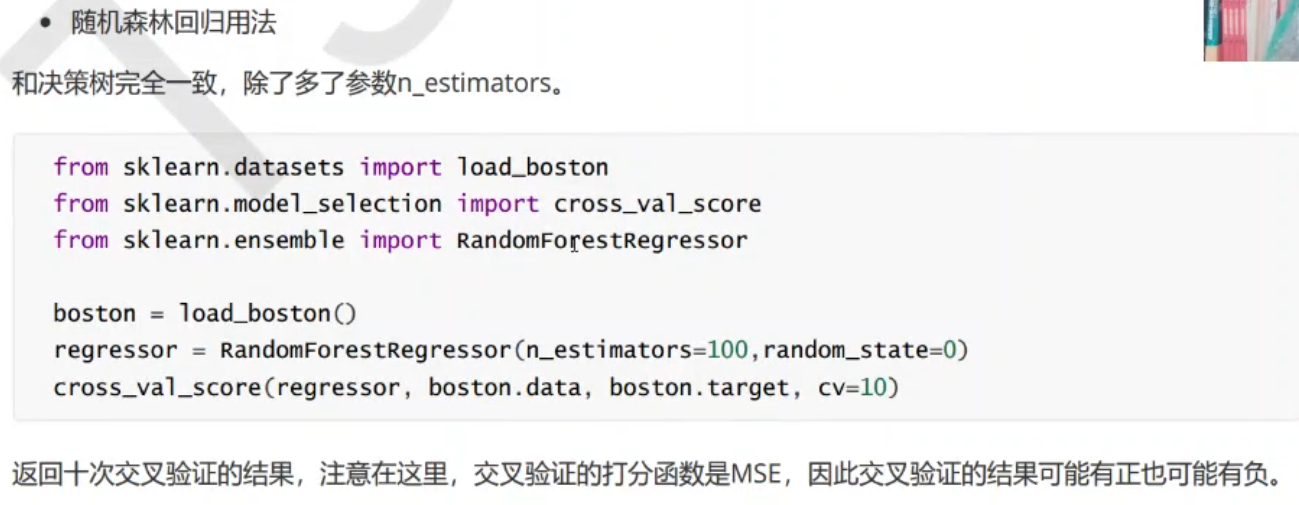 • 随机森林回归用法
和决策树完全一致，除了多了参数n_estimators。
from sklearn.datasets import load_boston
from sklearn.model_selection import cross_val_score
from sklearn.ensemble import RandomForestRegressor
boston = load_boston()
regressor = RandomForestRegressor(n_estimators=100,random_state=0)
cross_val_score(regressor, boston.data, boston.target, cv=10)
返回十次交叉验证的结果，注意在这里，交叉验证的打分函数是MSE，因此交叉验证的结果可能有正也可能有负。